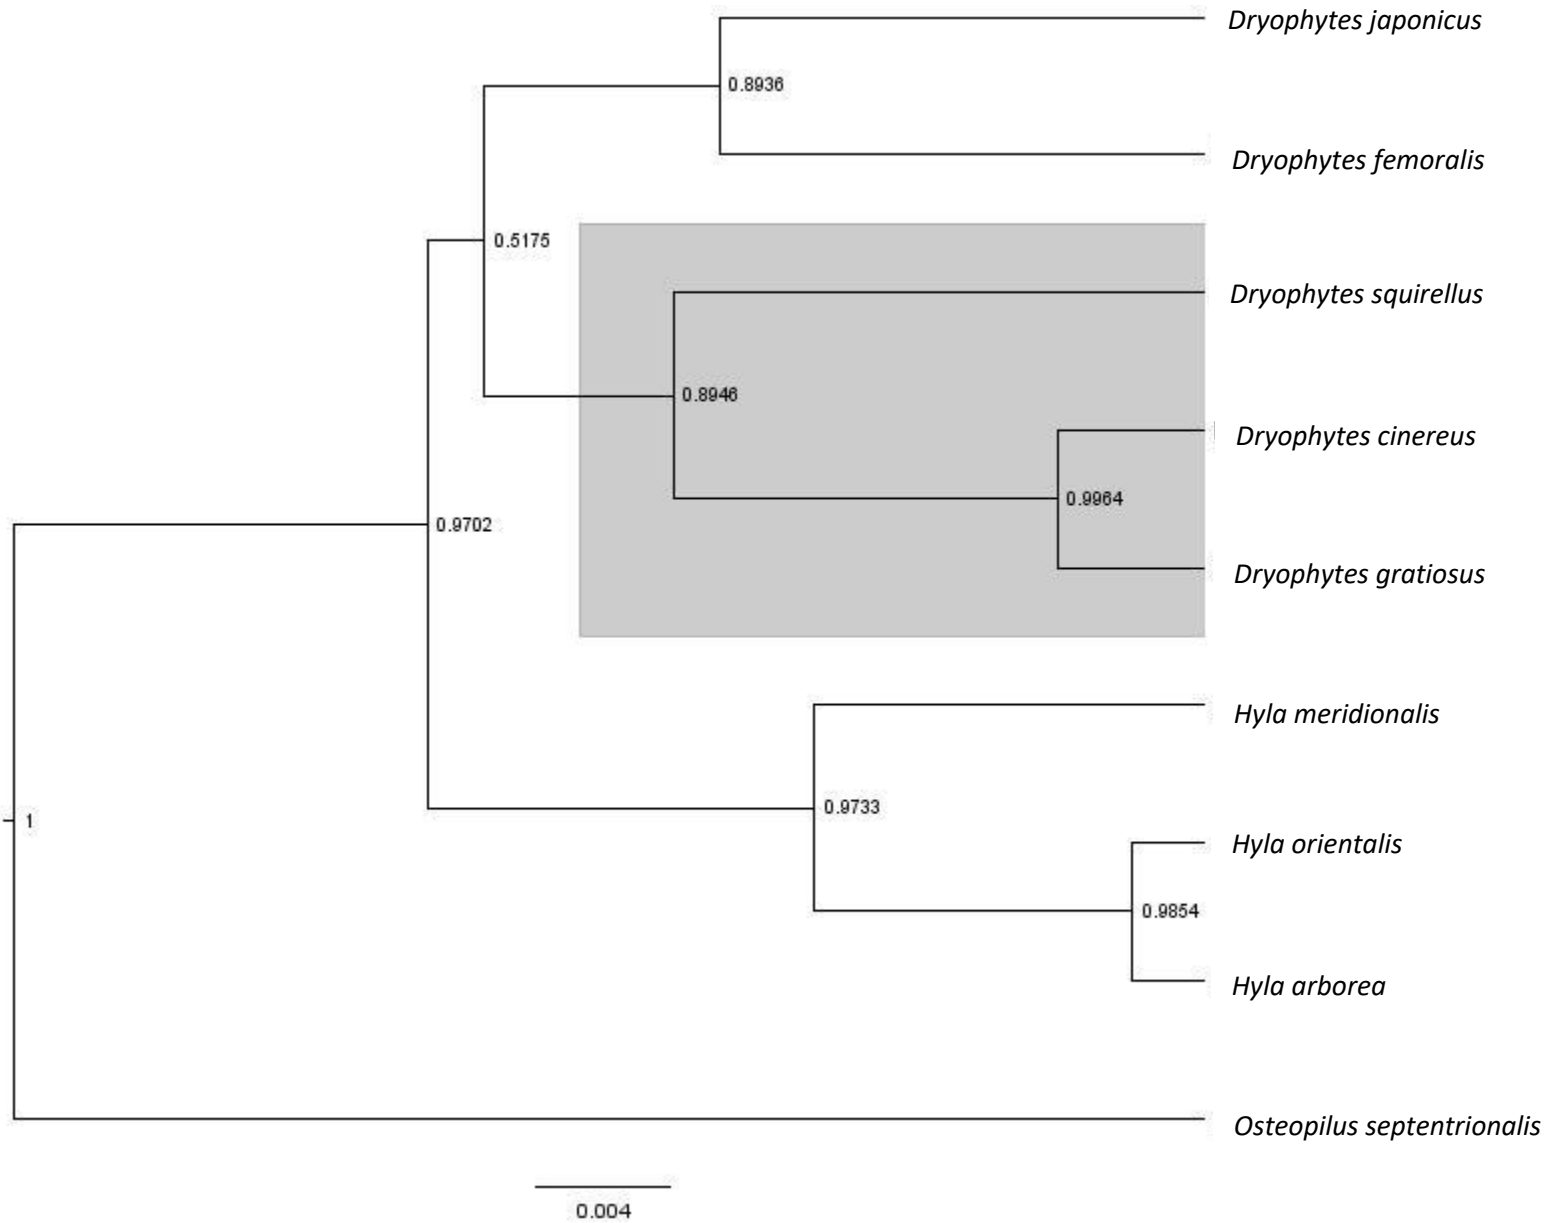 Dryophytes japonicus
0.8936
Dryophytes femoralis
0.5175
Dryophytes squirellus
0.8946
Dryophytes cinereus
0.9964
0.9702
Dryophytes gratiosus
Hyla meridionalis
0.9733
1
Hyla orientalis
0.9854
Hyla arborea
Osteopilus septentrionalis
0.004